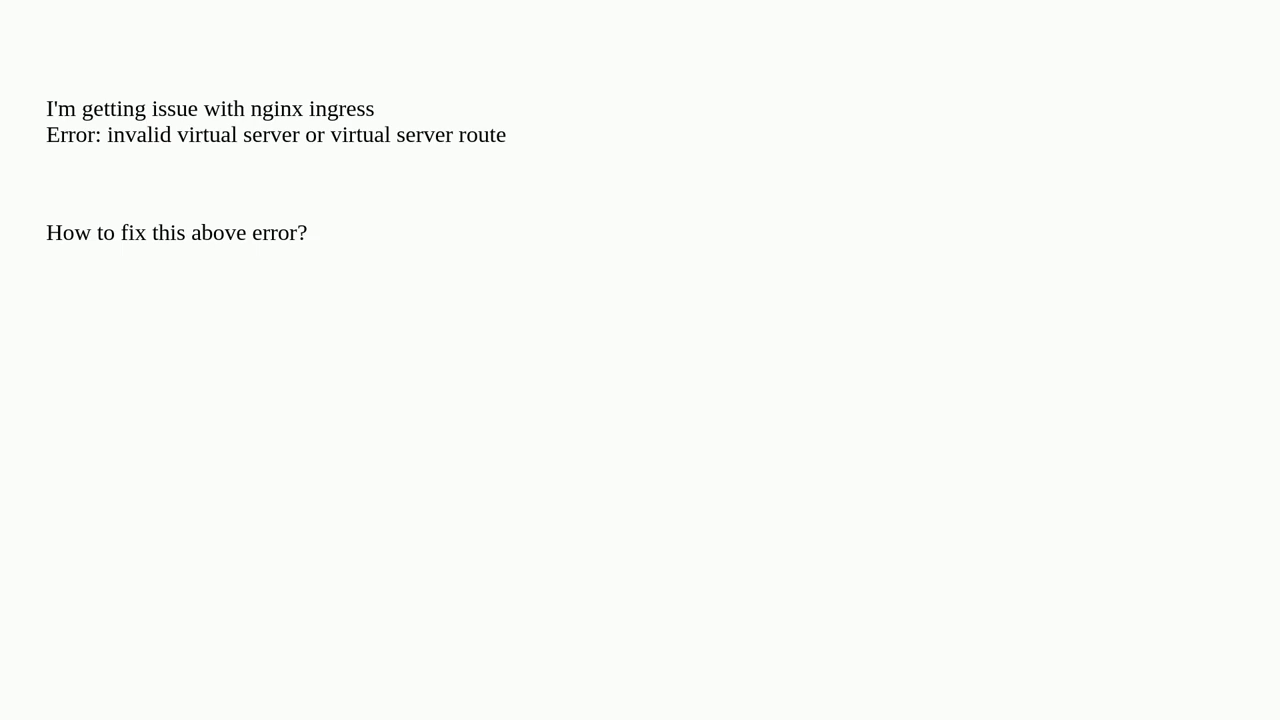 I'm getting issue with nginx ingress
Error: invalid virtual server or virtual server route
How to fix this above error?